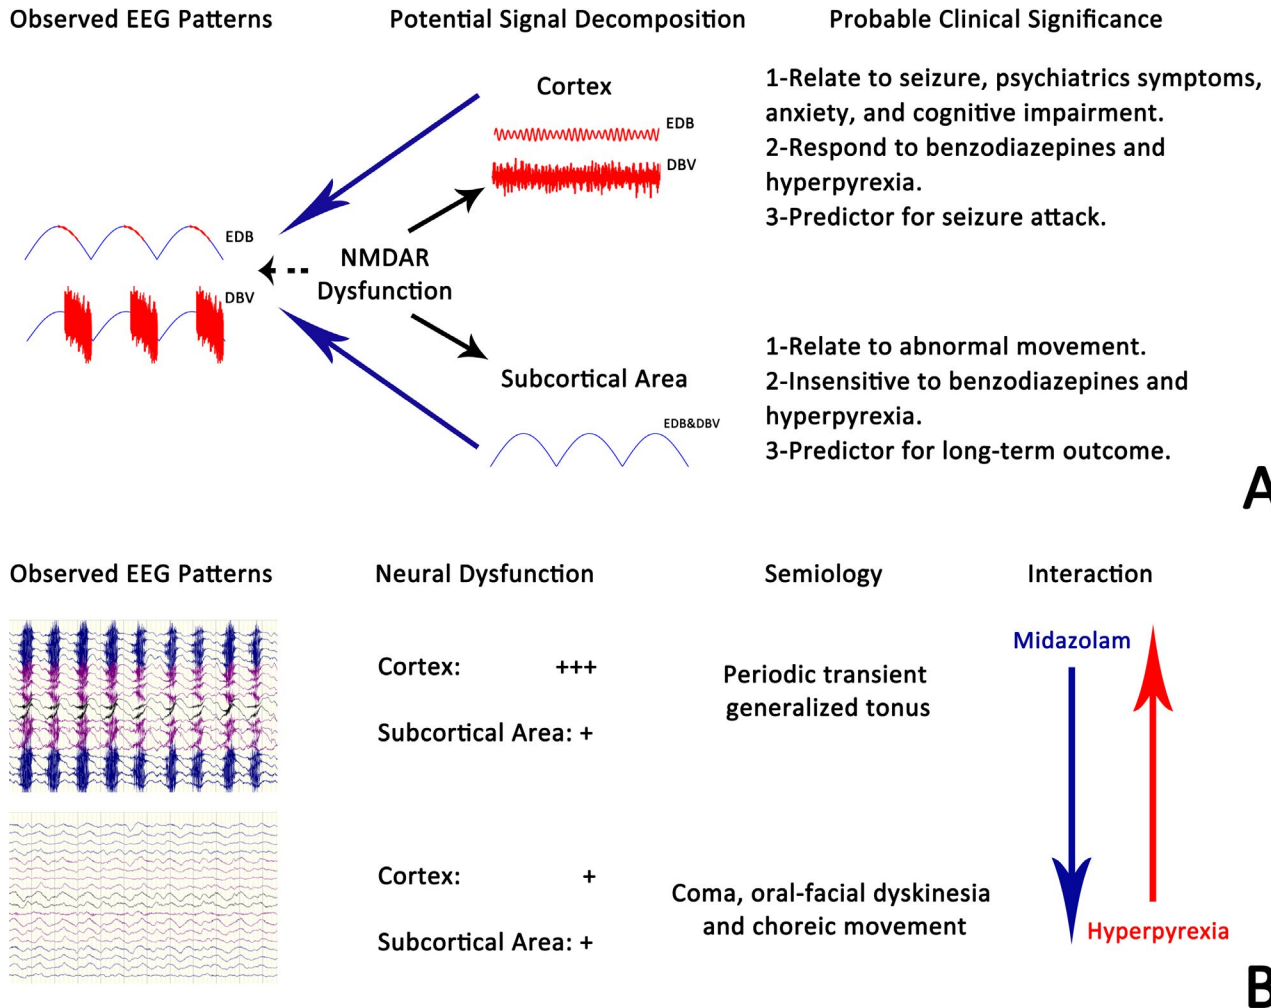 Observed EEG Patterns
Potential Signal Decomposition
Probable Clinical Significance
Cortex
EDB
DBV
1-Relate to seizure, psychiatrics symptoms,
anxiety, and cognitive impairment.
2-Respond to benzodiazepines and
hyperpyrexia.
3-Predictor for seizure attack.
EDB
DBV
NMDAR
Dysfunction
Subcortical Area
EDB&DBV
1-Relate to abnormal movement.
2-Insensitive to benzodiazepines and
hyperpyrexia.
3-Predictor for long-term outcome.
A
Observed EEG Patterns
Neural Dysfunction
Semiology
Interaction
Cortex: +++
Subcortical Area: +
Periodic transient
generalized tonus
Midazolam
Cortex: +
Subcortical Area: +
Coma, oral-facial dyskinesia
and choreic movement
Hyperpyrexia
B